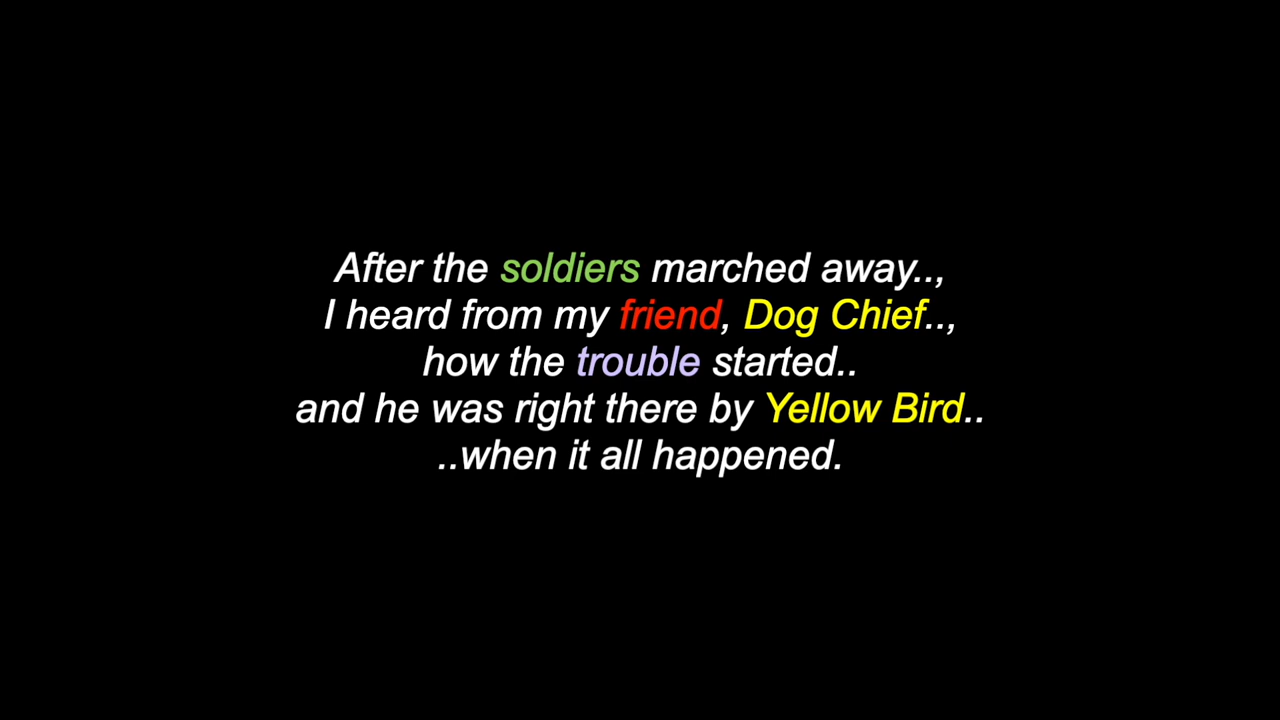 After the soldiers marched away..,
I heard from my friend, Dog Chief..,
how the trouble started..
and he was right there by Yellow Bird..
..when it all happened.